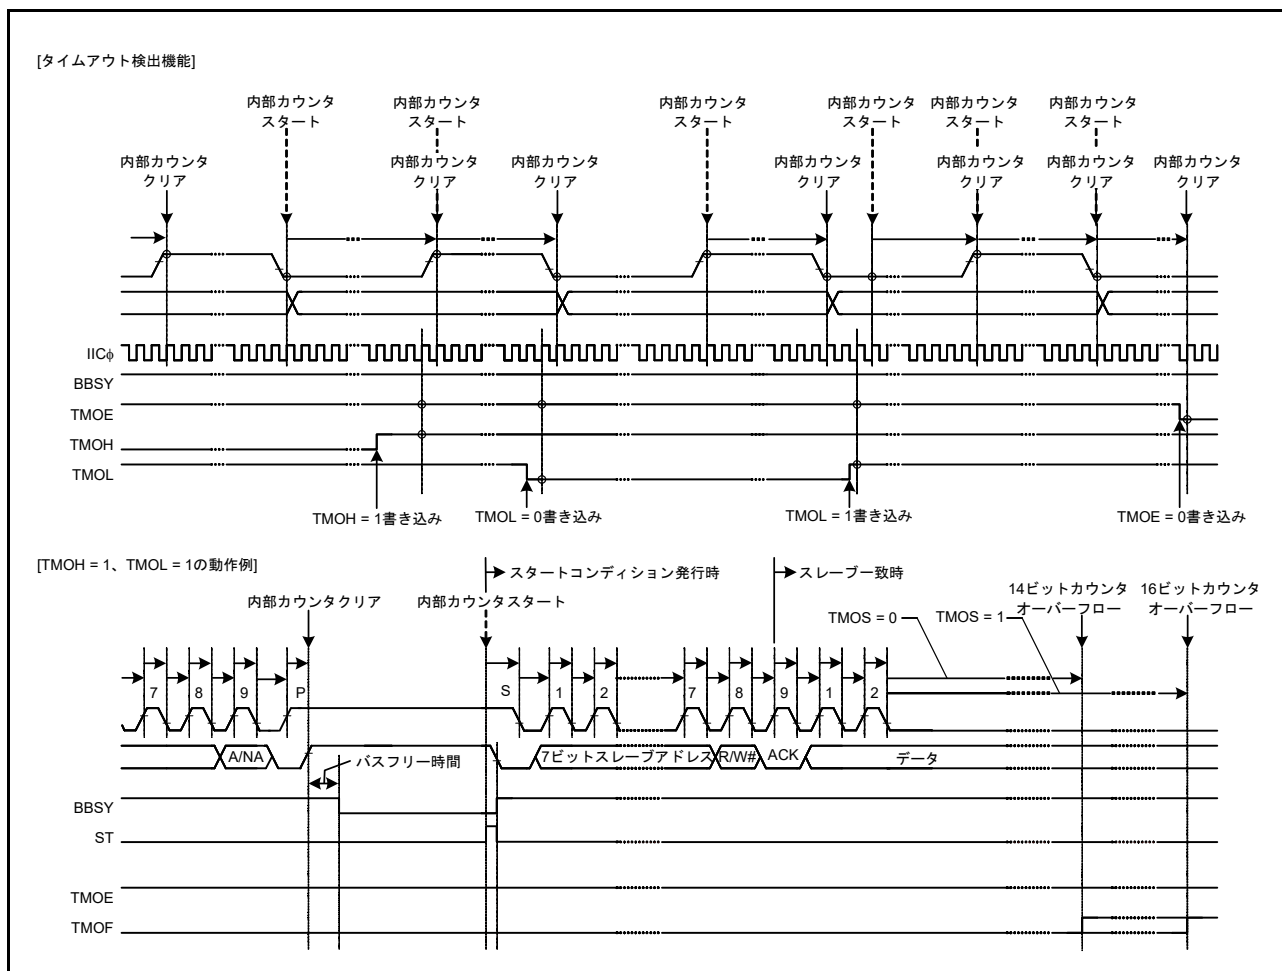 [タイムアウト検出機能]
内部カウンタ
スタート
内部カウンタ
スタート
内部カウンタ
スタート
内部カウンタ
スタート
内部カウンタ
スタート
内部カウンタ
スタート
内部カウンタ
クリア
内部カウンタ
クリア
内部カウンタ
クリア
内部カウンタ
クリア
内部カウンタ
クリア
内部カウンタ
クリア
内部カウンタ
クリア
IICφ
BBSY
TMOE
TMOH
TMOL
TMOH = 1書き込み
TMOL = 0書き込み
TMOL = 1書き込み
TMOE = 0書き込み
[TMOH = 1、TMOL = 1の動作例]
スタートコンディション発行時
スレーブ一致時
内部カウンタクリア
内部カウンタスタート
14ビットカウンタ
オーバーフロー
16ビットカウンタ
オーバーフロー
TMOS = 0
TMOS = 1
7 8 9 P S 1 2 7 8 9 1 2
A/NA
バスフリー時間
7ビットスレーブアドレス
R/W#
ACK
データ
BBSY
ST
TMOE
TMOF